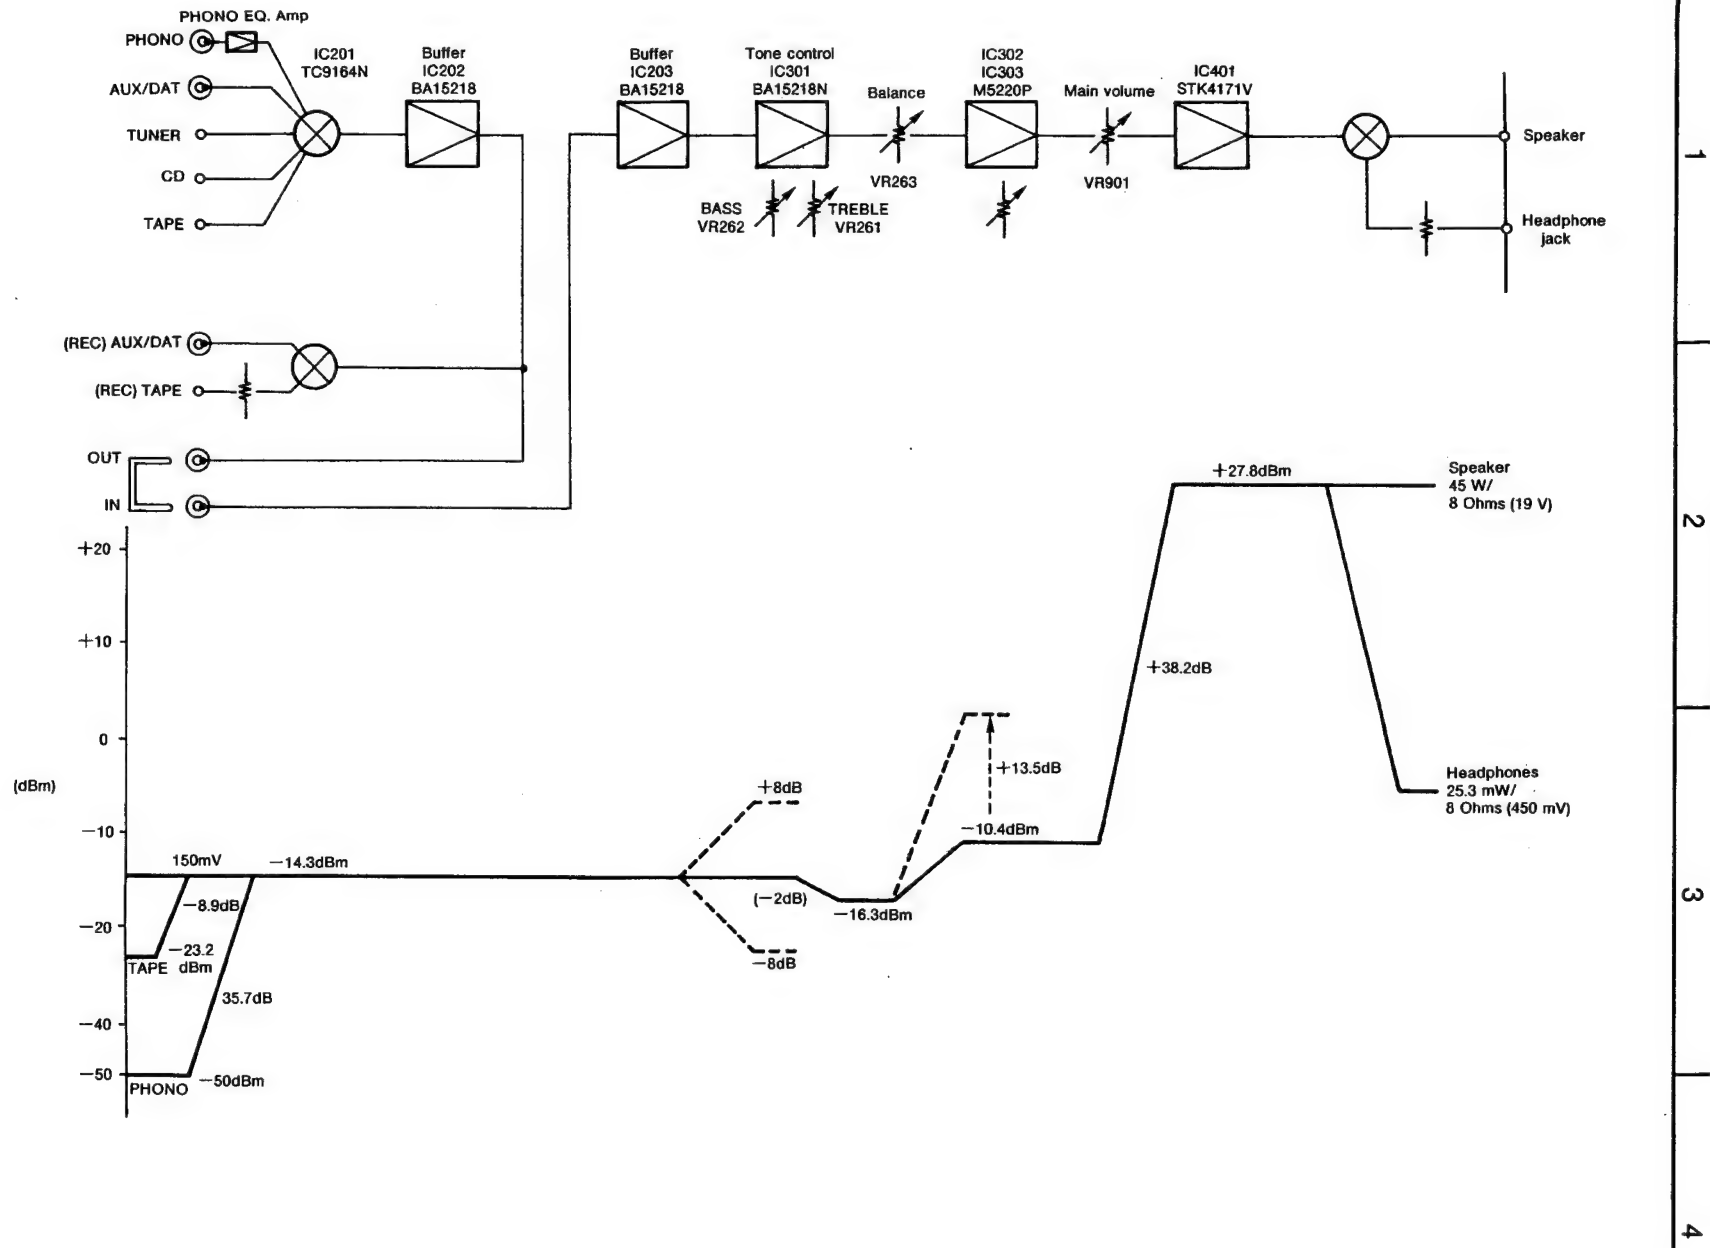 PHONO EQ. Amp
PHONO
AUX/DAT
TUNER
CD
TAPE
IC201
TC9164N
Buffer
IC202
BA15218
Buffer
IC203
BA15218
Tone control
IC301
BA15218N
Balance
VR263
IC302
IC303
M5220P
Main volume
VR901
IC401
STK4171V
Speaker
Headphone
jack
BASS
VR262
TREBLE
VR261
1
(REC) AUX/DAT
(REC) TAPE
OUT
IN
+27.8dBm
Speaker
45 W/
8 Ohms (19 V)
2
+20
+10
0
(dBm)
−10
−20
−40
−50
+38.2dB
+13.5dB
+8dB
−10.4dBm
Headphones
25.3 mW/
8 Ohms (450 mV)
150mV
−14.3dBm
−8.9dB
(−2dB)
−16.3dBm
3
−23.2
dBm
TAPE
−8dB
35.7dB
−50dBm
PHONO
4